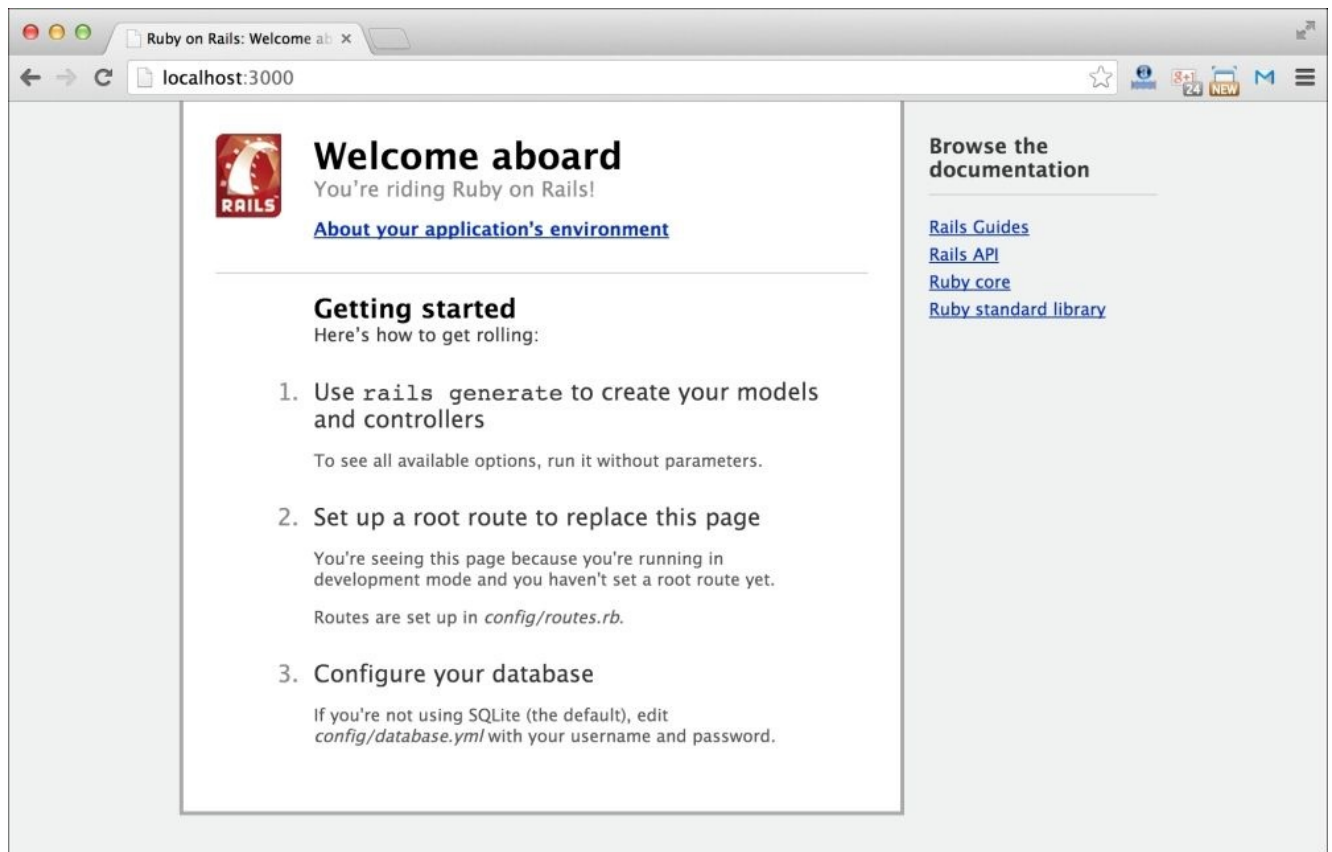 Ruby on Rails: Welcome ab
localhost:3000
8+1
24
NEW
RAILS
Welcome aboard
You're riding Ruby on Rails!
About your application's environment
Getting started
Here's how to get rolling:
1. Use rails generate to create your models
and controllers
To see all available options, run it without parameters.
2. Set up a root route to replace this page
You're seeing this page because you're running in
development mode and you haven't set a root route yet.
Routes are set up in config/routes.rb.
3. Configure your database
If you're not using SQLite (the default), edit
config/database.yml with your username and password.
Browse the
documentation
Rails Guides
Rails API
Ruby core
Ruby standard library